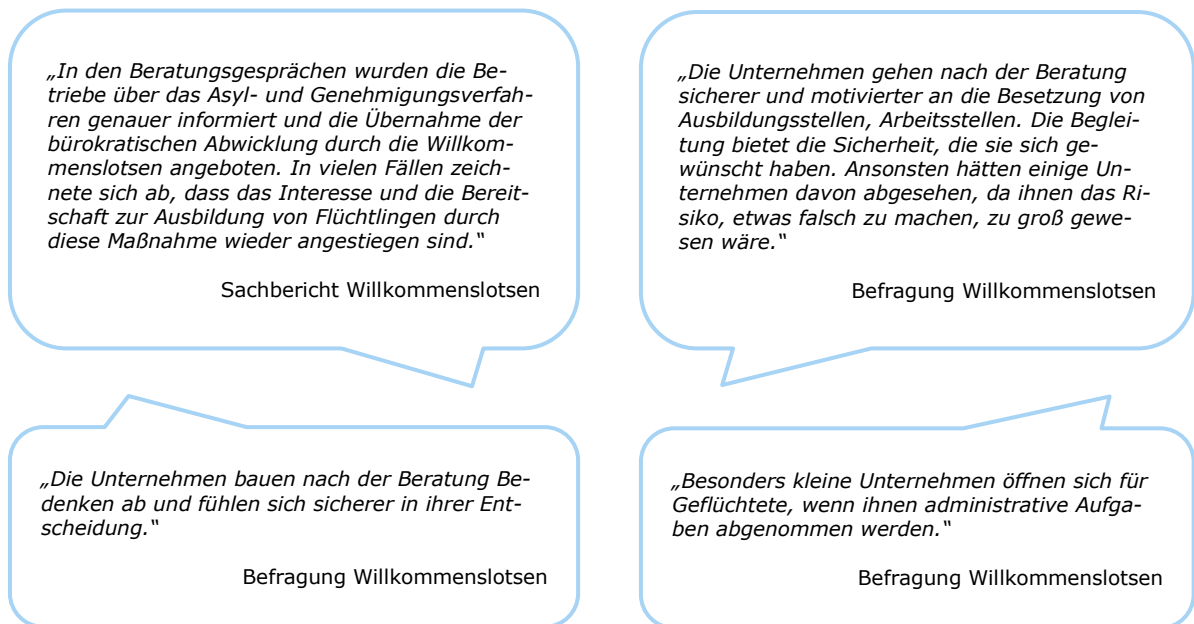 „In den Beratungsgesprächen wurden die Be-
triebe über das Asyl- und Genehmigungsverfah-
ren genauer informiert und die Übernahme der
bürokratischen Abwicklung durch die Willkom-
menslotsen angeboten. In vielen Fällen zeich-
nete sich ab, dass das Interesse und die Bereit-
schaft zur Ausbildung von Flüchtlingen durch
diese Maßnahme wieder angestiegen sind.“
Sachbericht Willkommenslotsen
„Die Unternehmen gehen nach der Beratung
sicherer und motivierter an die Besetzung von
Ausbildungsstellen, Arbeitsstellen. Die Beglei-
tung bietet die Sicherheit, die sie sich ge-
wünscht haben. Ansonsten hätten einige Un-
ternehmen davon abgesehen, da ihnen das Ri-
siko, etwas falsch zu machen, zu groß gewe-
sen wäre.“
Befragung Willkommenslotsen
„Die Unternehmen bauen nach der Beratung Be-
denken ab und fühlen sich sicherer in ihrer Ent-
scheidung.“
Befragung Willkommenslotsen
„Besonders kleine Unternehmen öffnen sich für
Geflüchtete, wenn ihnen administrative Aufga-
ben abgenommen werden.“
Befragung Willkommenslotsen